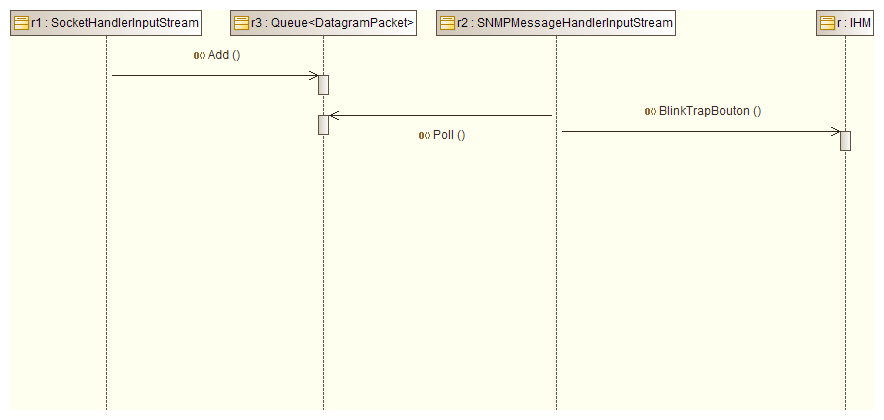 r1 : SocketHandlerInputStream
r3 : Queue<DatagramPacket>
r2 : SNMPMessageHandlerInputStream
r : IHM
Add ()
BlinkTrapBouton ()
Poll ()